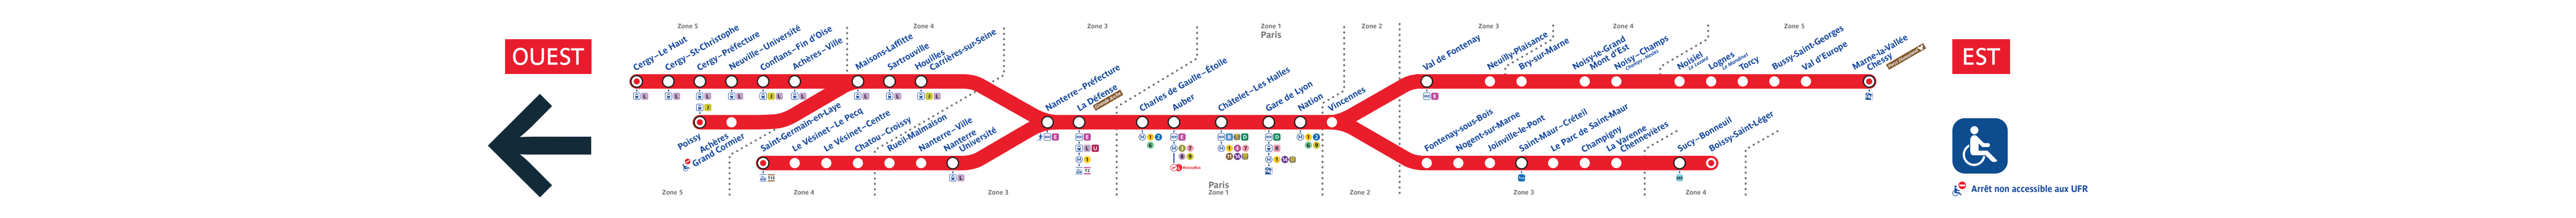 Zone 5
Zone 4
Zone 3
Zone 1
Paris
Zone 2
Zone 3
Zone 4
Zone 5
OUEST
EST
Cergy–Le Haut
Cergy–St-Christophe
Cergy–Préfecture
Neuville–Université
Conflans–Fin d'Oise
Achères–Ville
Maisons-Laffitte
Sartrouville
Houilles
Carrières-sur-Seine
Poissy
Achères
Grand Cormier
Saint-Germain-en-Laye
Le Vésinet–Le Pecq
Le Vésinet–Centre
Chatou–Croissy
Rueil-Malmaison
Nanterre–Ville
Nanterre
Université
Nanterre–Préfecture
La Défense
Grande Arche
Charles de Gaulle–Étoile
Auber
Châtelet–Les Halles
Gare de Lyon
Nation
Vincennes
Val de Fontenay
Neuilly-Plaisance
Bry-sur-Marne
Noisy-le-Grand
Mont d'Est
Noisy–Champs
Noisiel
Le Luzard
Lognes
Le Mandinet
Torcy
Bussy-Saint-Georges
Val d'Europe
Marne-la-Vallée
Chessy
Fontenay-sous-Bois
Nogent-sur-Marne
Joinville-le-Pont
Saint-Maur–Créteil
Le Parc de Saint-Maur
Champigny
La Varenne
Chennevières
Sucy–Bonneuil
Boissy-Saint-Léger
Zone 5
Zone 4
Zone 3
Paris
Zone 1
Zone 2
Zone 3
Zone 4
Arrêt non accessible aux UFR